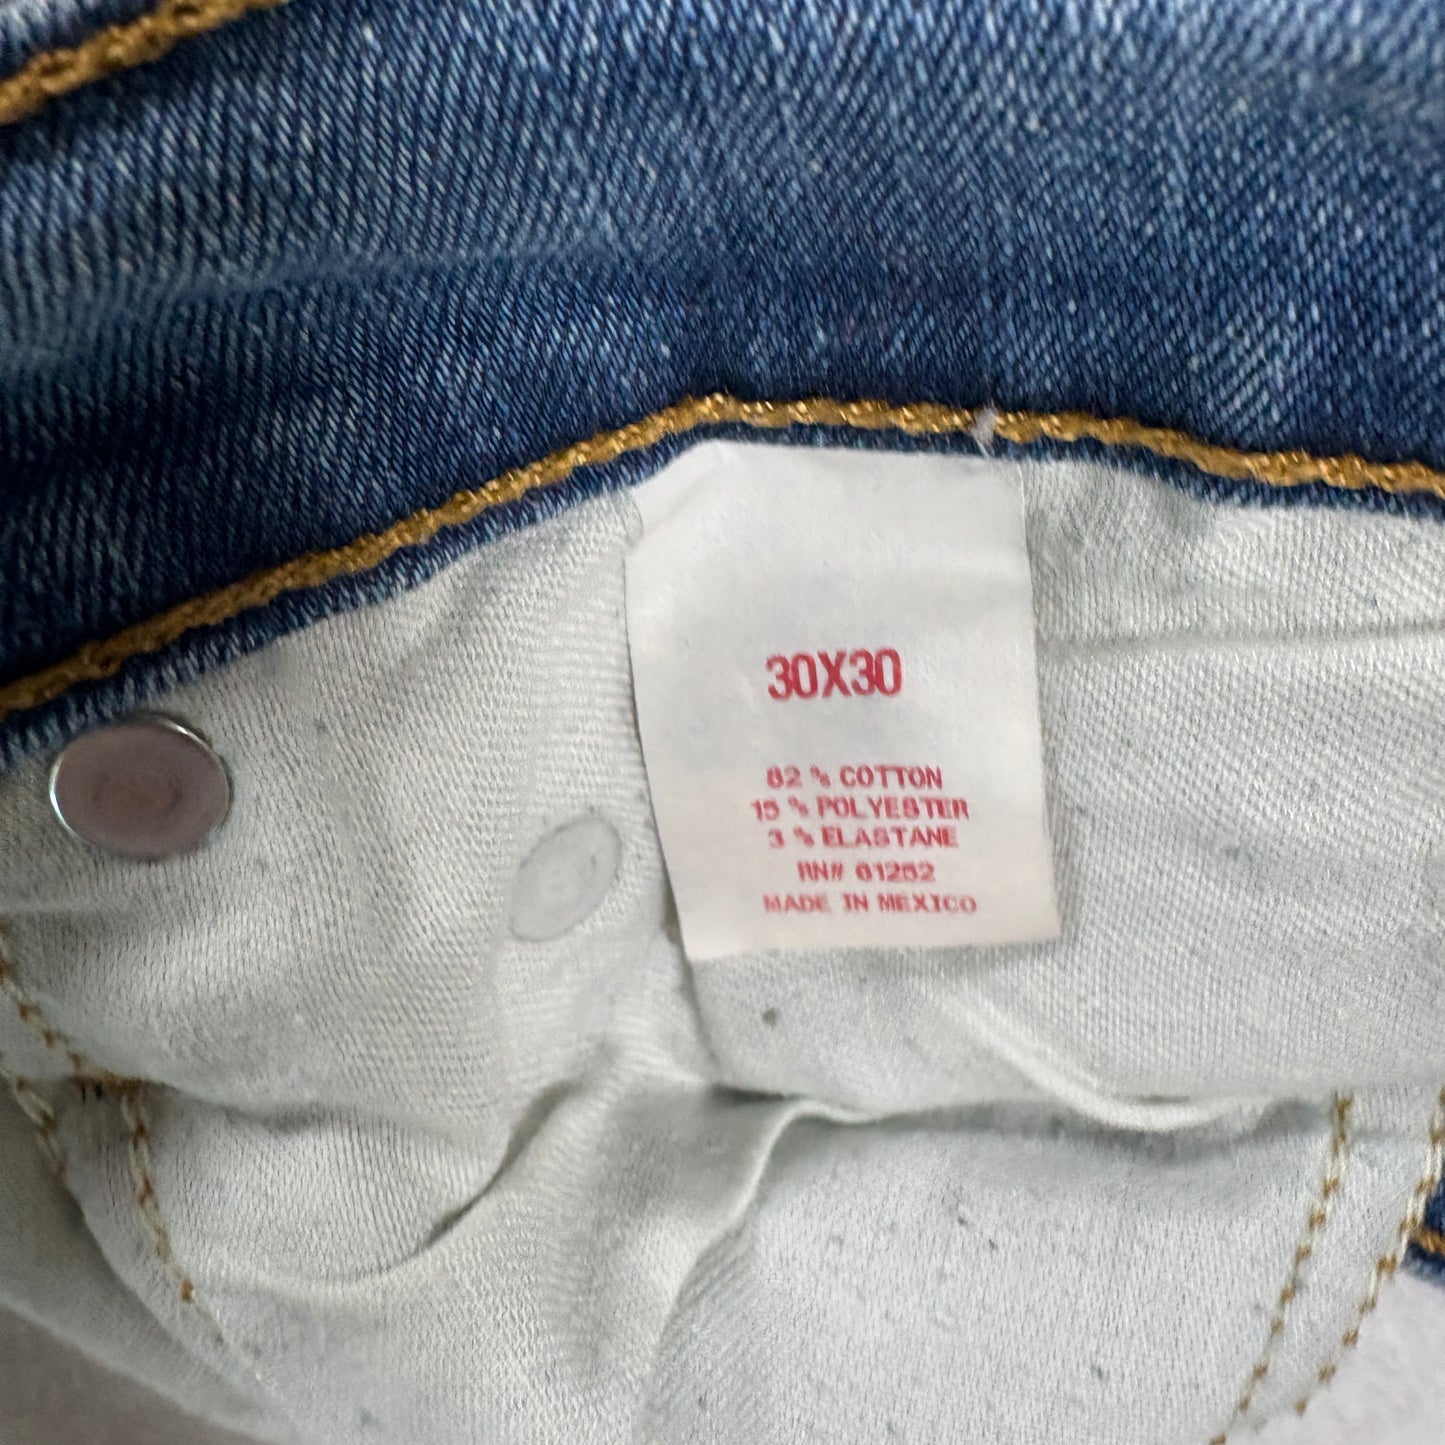 30X30
82 % COTTON
15 % POLYESTER
3 % ELASTANE
RN# 61252
MADE IN MEXICO